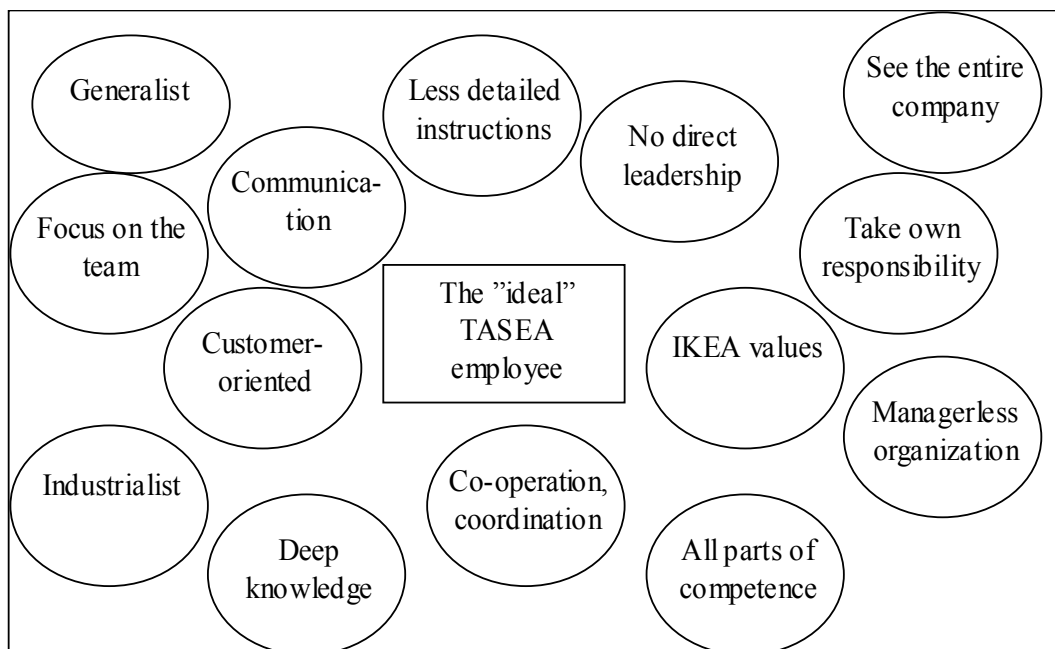 Generalist
Less detailed
instructions
See the entire
company
No direct
leadership
Communica-
tion
Focus on the
team
Take own
responsibility
The ”ideal”
TASEA
employee
Customer-
oriented
IKEA values
Managerless
organization
Industrialist
Co-operation,
coordination
Deep
knowledge
All parts of
competence